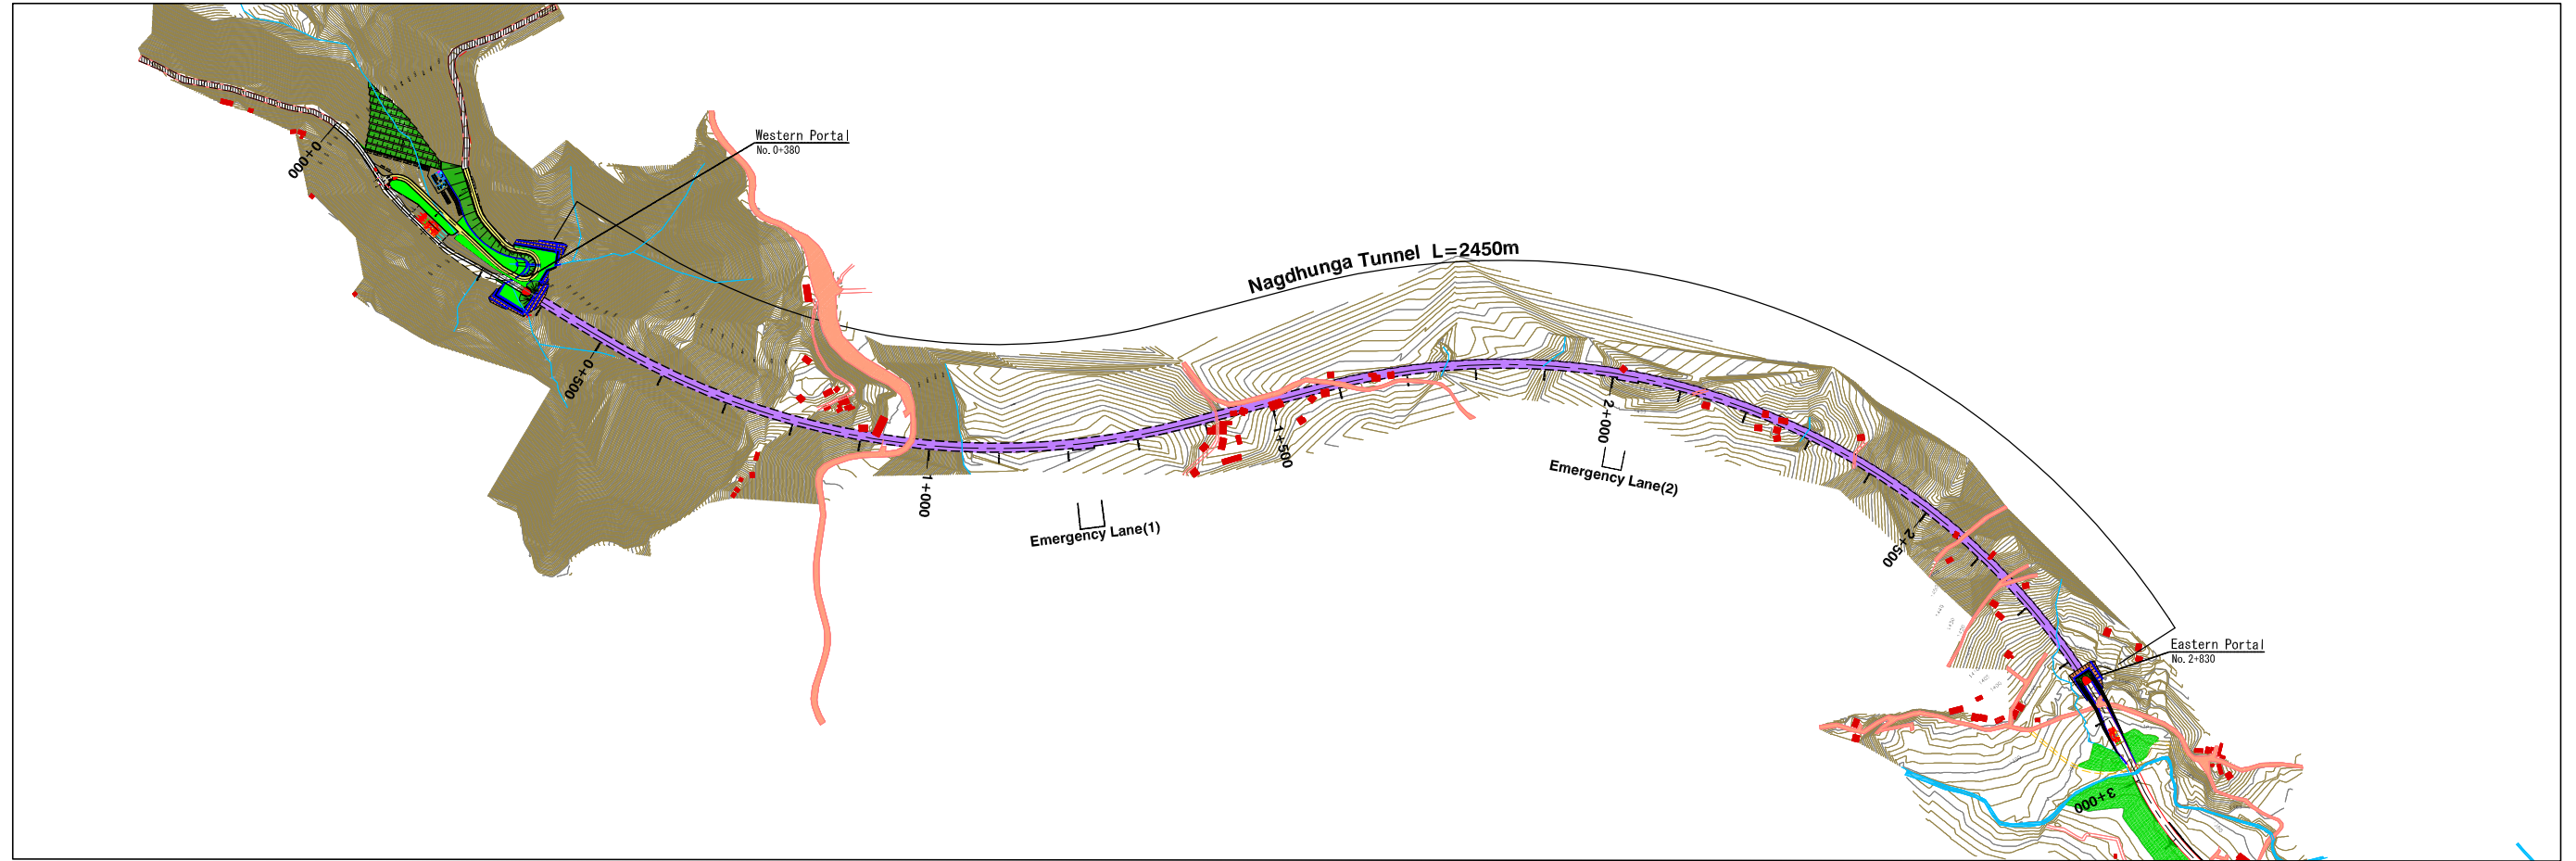 Western Portal
No. 0+380
0+000
Nagdhunga Tunnel L=2450m
0+500
1+000
Emergency Lane(1)
1+500
2+000
Emergency Lane(2)
2+500
Eastern Portal
No. 2+830
3+000